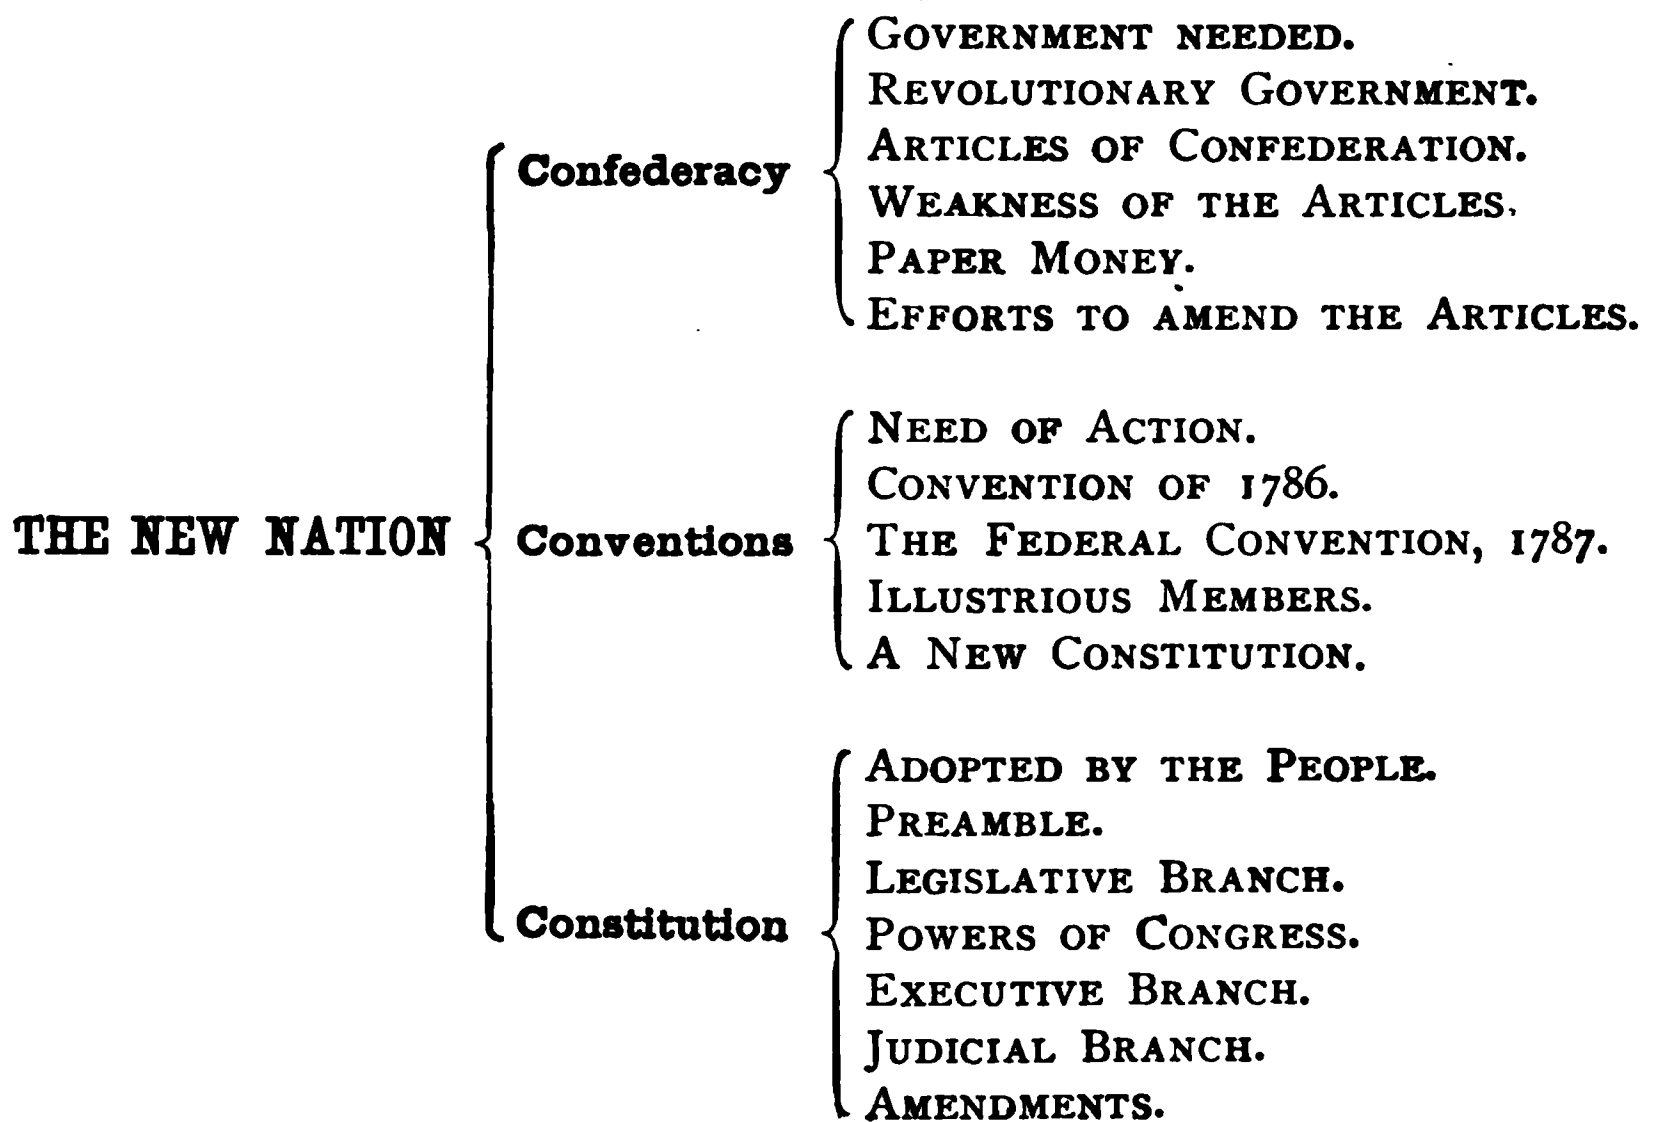 THE NEW NATION
Confederacy
GOVERNMENT NEEDED.
REVOLUTIONARY GOVERNMENT.
ARTICLES OF CONFEDERATION.
WEAKNESS OF THE ARTICLES.
PAPER MONEY.
EFFORTS TO AMEND THE ARTICLES.
Conventions
NEED OF ACTION.
CONVENTION OF 1786.
THE FEDERAL CONVENTION, 1787.
ILLUSTRIOUS MEMBERS.
A NEW CONSTITUTION.
Constitution
ADOPTED BY THE PEOPLE.
PREAMBLE.
LEGISLATIVE BRANCH.
POWERS OF CONGRESS.
EXECUTIVE BRANCH.
JUDICIAL BRANCH.
AMENDMENTS.